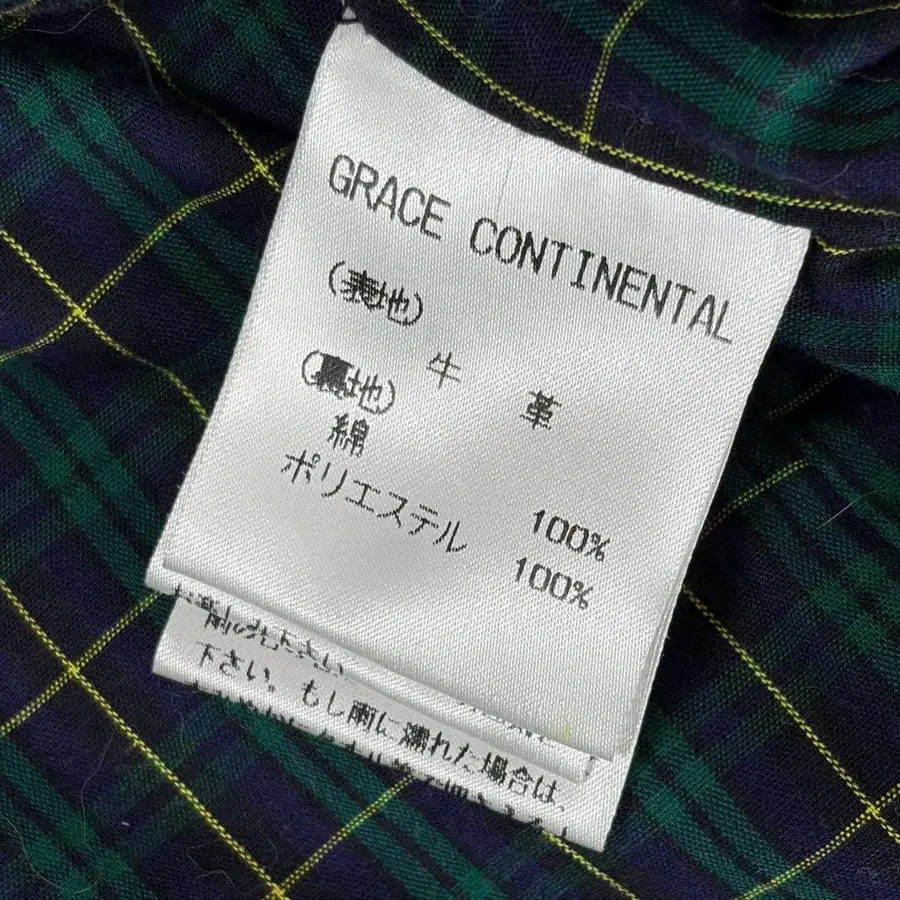 GRACE CONTINENTAL
(表地)
牛 革
(裏地)
綿 100%
ポリエステル 100%
下さい。もし雨に濡れた場合は、